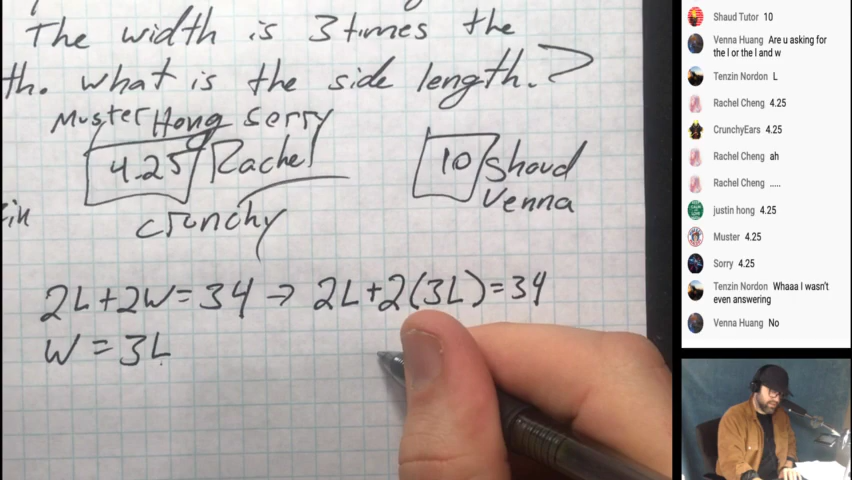 The width is 3 times the
th. what is the side length.?
Muster Hong Sorry
4.25 Rachel
10 Shaud
Venna
in
Crunchy
2L+2W=34 → 2L+2(3L)=34
W=3L
Shaud Tutor 10
Venna Huang Are u asking for
the l or the l and w
Tenzin Nordon L
Rachel Cheng 4.25
CrunchyEars 4.25
Rachel Cheng ah
Rachel Cheng .....
justin hong 4.25
Muster 4.25
Sorry 4.25
Tenzin Nordon Whaaa I wasn't
even answering
Venna Huang No